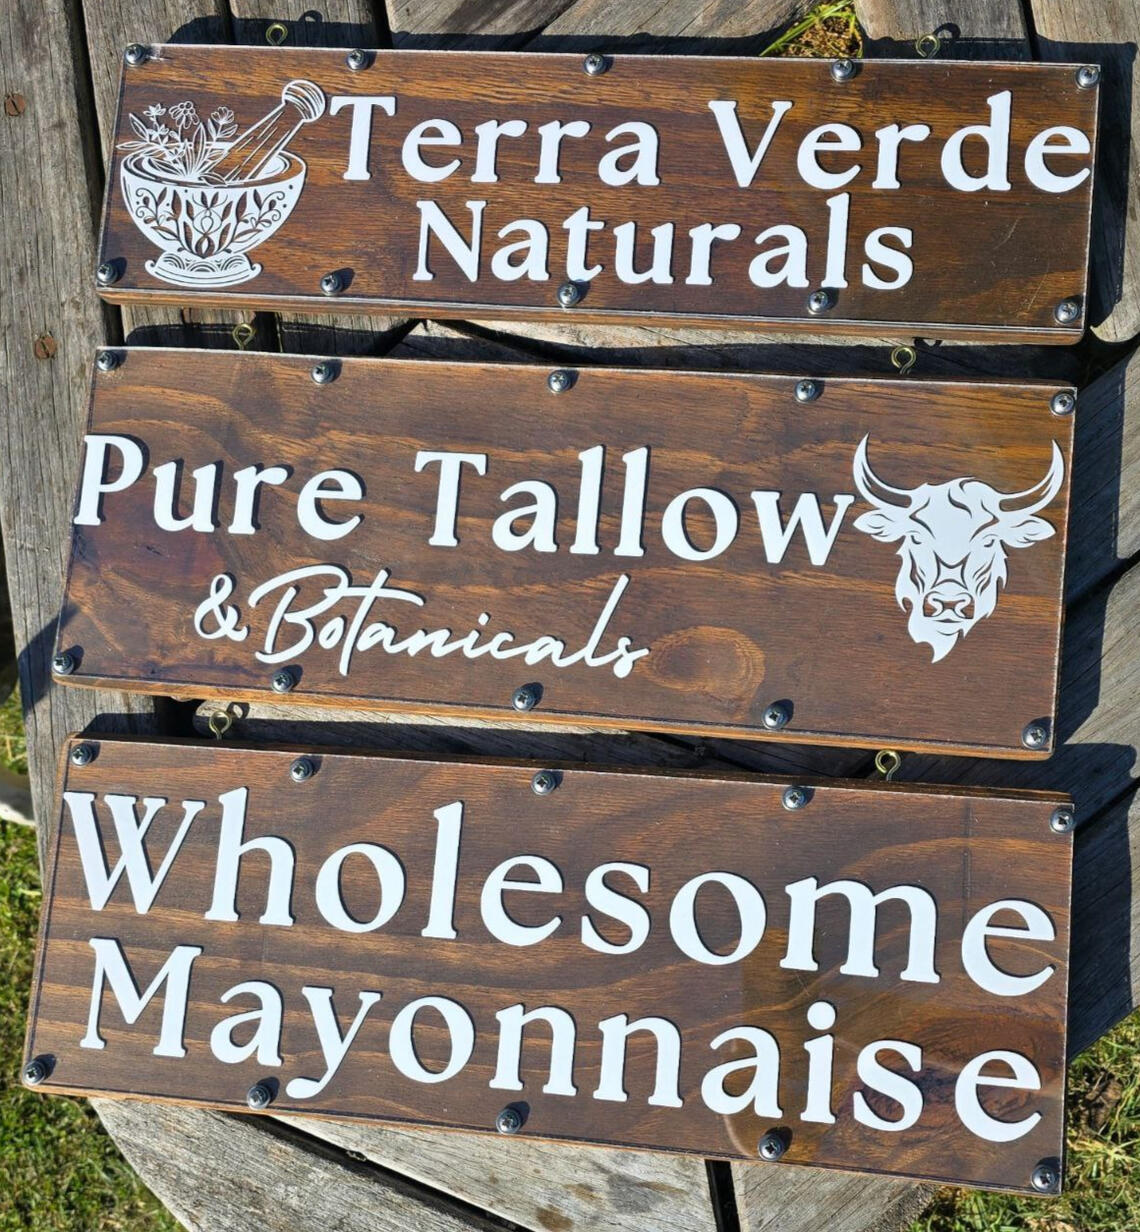 Terra Verde
Naturals
Pure Tallow
& Botanicals
Wholesome
Mayonnaise